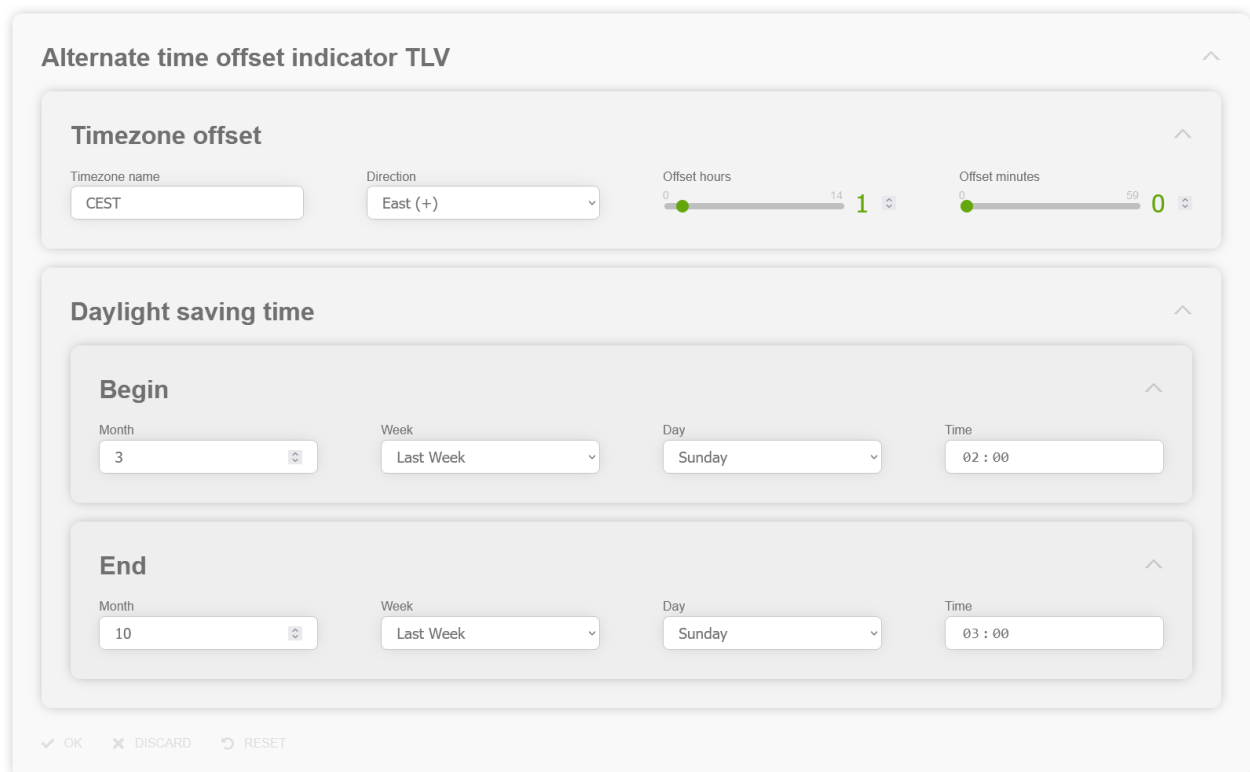 Alternate time offset indicator TLV
Timezone offset
Timezone name Direction Offset hours Offset minutes
CEST East (+) 0 14 1 0 59 0
Daylight saving time
Begin
Month Week Day Time
3 Last Week Sunday 02:00
End
Month Week Day Time
10 Last Week Sunday 03:00
OK DISCARD RESET